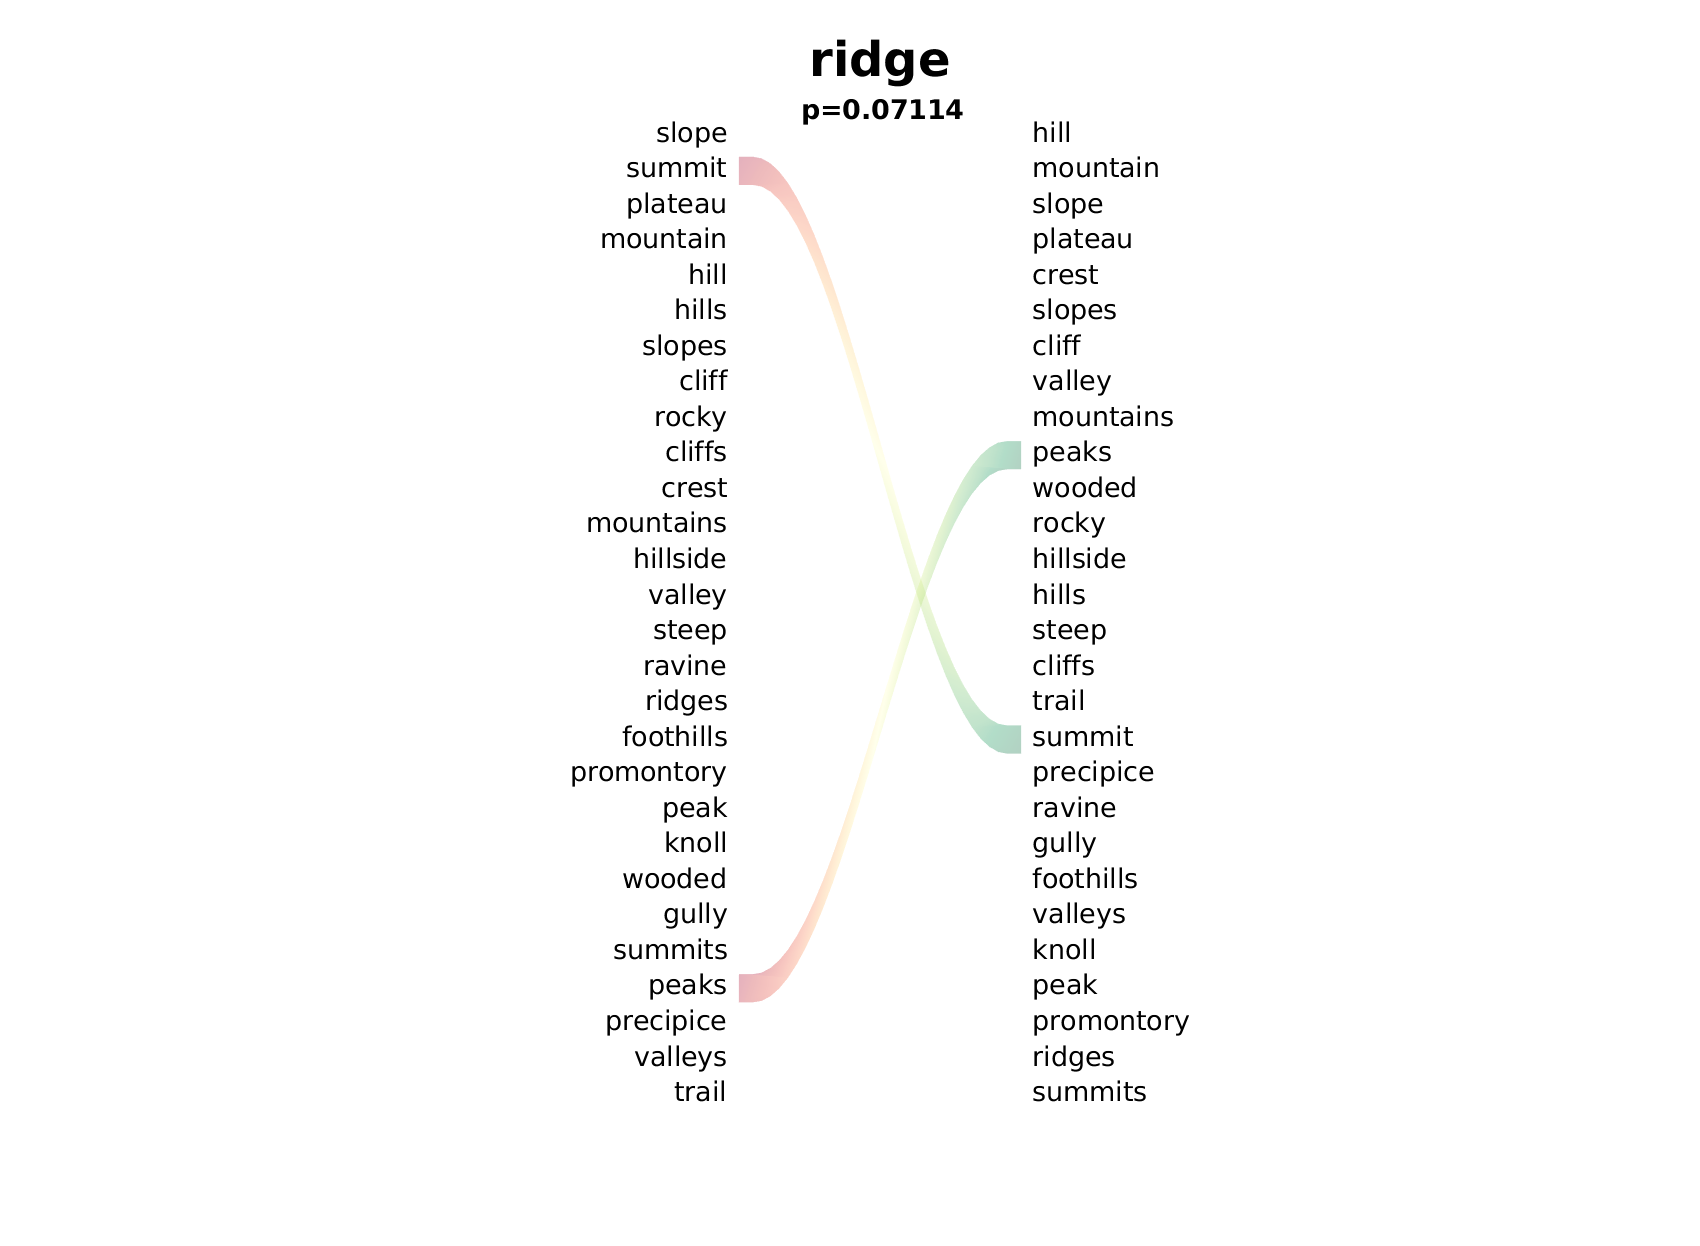 ridge
p=0.07114
slope
summit
plateau
mountain
hill
hills
slopes
cliff
rocky
cliffs
crest
mountains
hillside
valley
steep
ravine
ridges
foothills
promontory
peak
knoll
wooded
gully
summits
peaks
precipice
valleys
trail
hill
mountain
slope
plateau
crest
slopes
cliff
valley
mountains
peaks
wooded
rocky
hillside
hills
steep
cliffs
trail
summit
precipice
ravine
gully
foothills
valleys
knoll
peak
promontory
ridges
summits